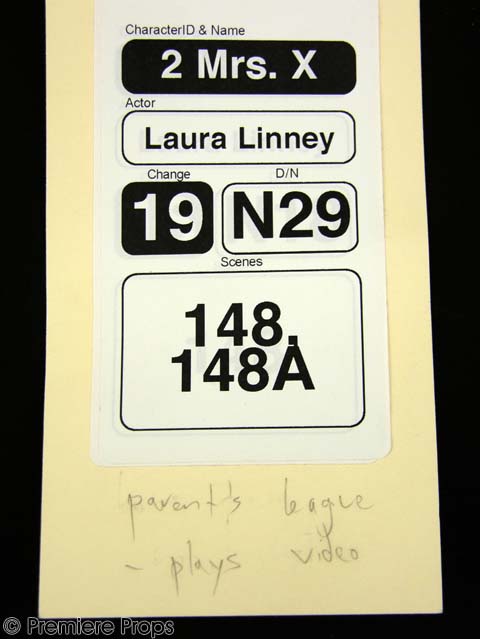 CharacterID & Name
2 Mrs. X
Actor
Laura Linney
Change D/N
19 N29
Scenes
148,
148A
parent's league
- plays video
© Premiere Props